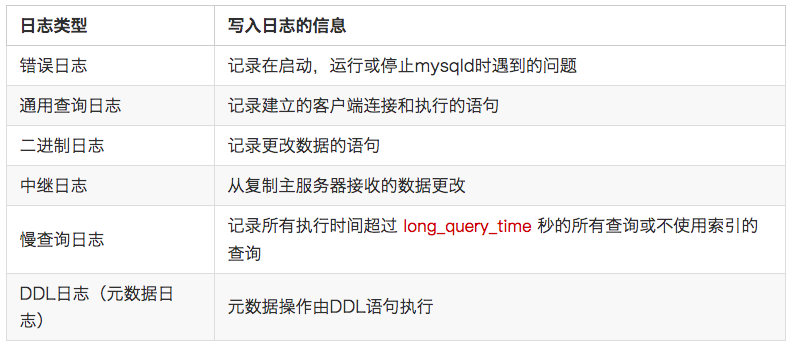 日志类型 写入日志的信息
错误日志 记录在启动，运行或停止mysqld时遇到的问题
通用查询日志 记录建立的客户端连接和执行的语句
二进制日志 记录更改数据的语句
中继日志 从复制主服务器接收的数据更改
慢查询日志 记录所有执行时间超过 long_query_time 秒的所有查询或不使用索引的
查询
DDL日志（元数据日
志）
元数据操作由DDL语句执行